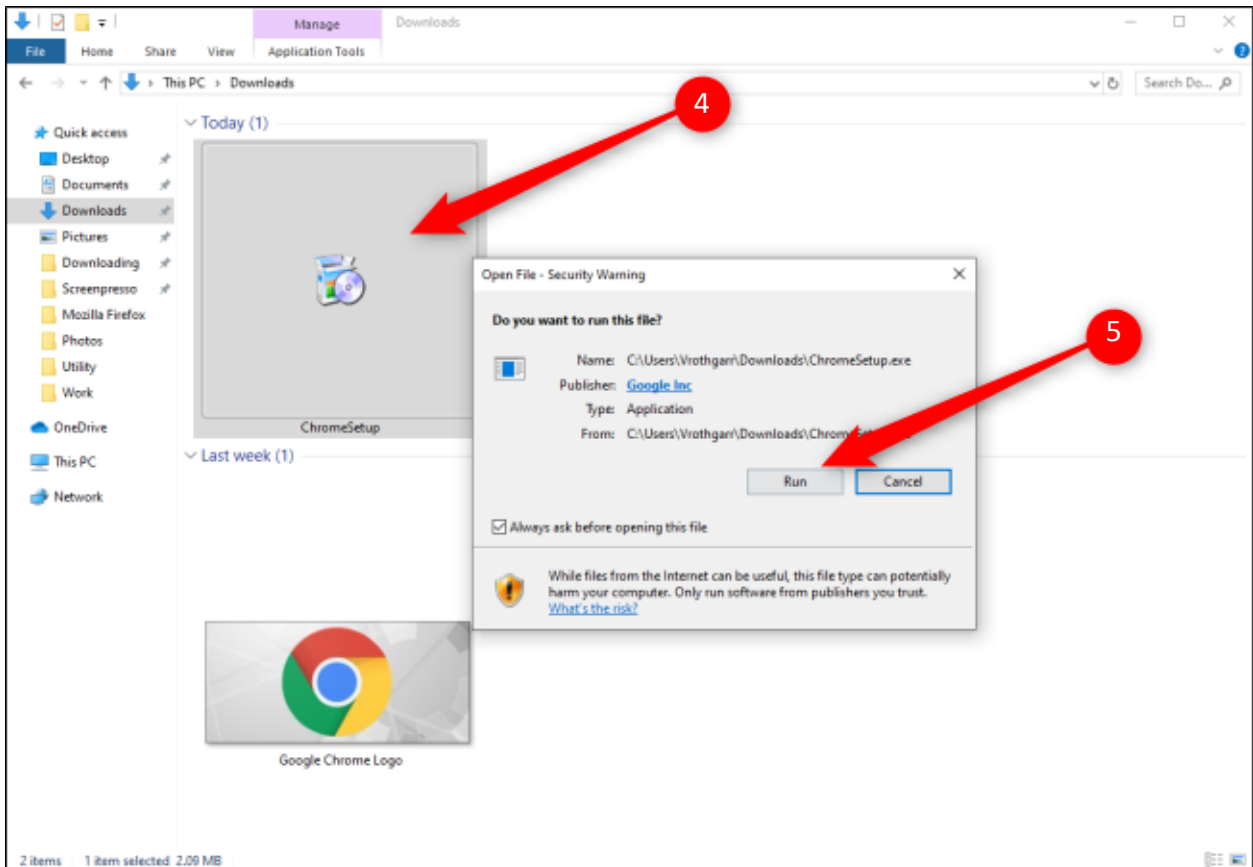 Manage
Downloads
File
Home
Share
View
Application Tools
This PC
Downloads
Search Do...
Quick access
Desktop
Documents
Downloads
Pictures
Downloading
Screenpresso
Mozilla Firefox
Photos
Utility
Work
OneDrive
This PC
Network
Today (1)
4
ChromeSetup
Last week (1)
Google Chrome Logo
Open File - Security Warning
Do you want to run this file?
5
Name: C:\Users\Vrothgarr\Downloads\ChromeSetup.exe
Publisher: Google Inc
Type: Application
From: C:\Users\Vrothgarr\Downloads\
Run
Cancel
Always ask before opening this file
While files from the Internet can be useful, this file type can potentially
harm your computer. Only run software from publishers you trust.
What's the risk?
2 items
1 item selected 2.09 MB